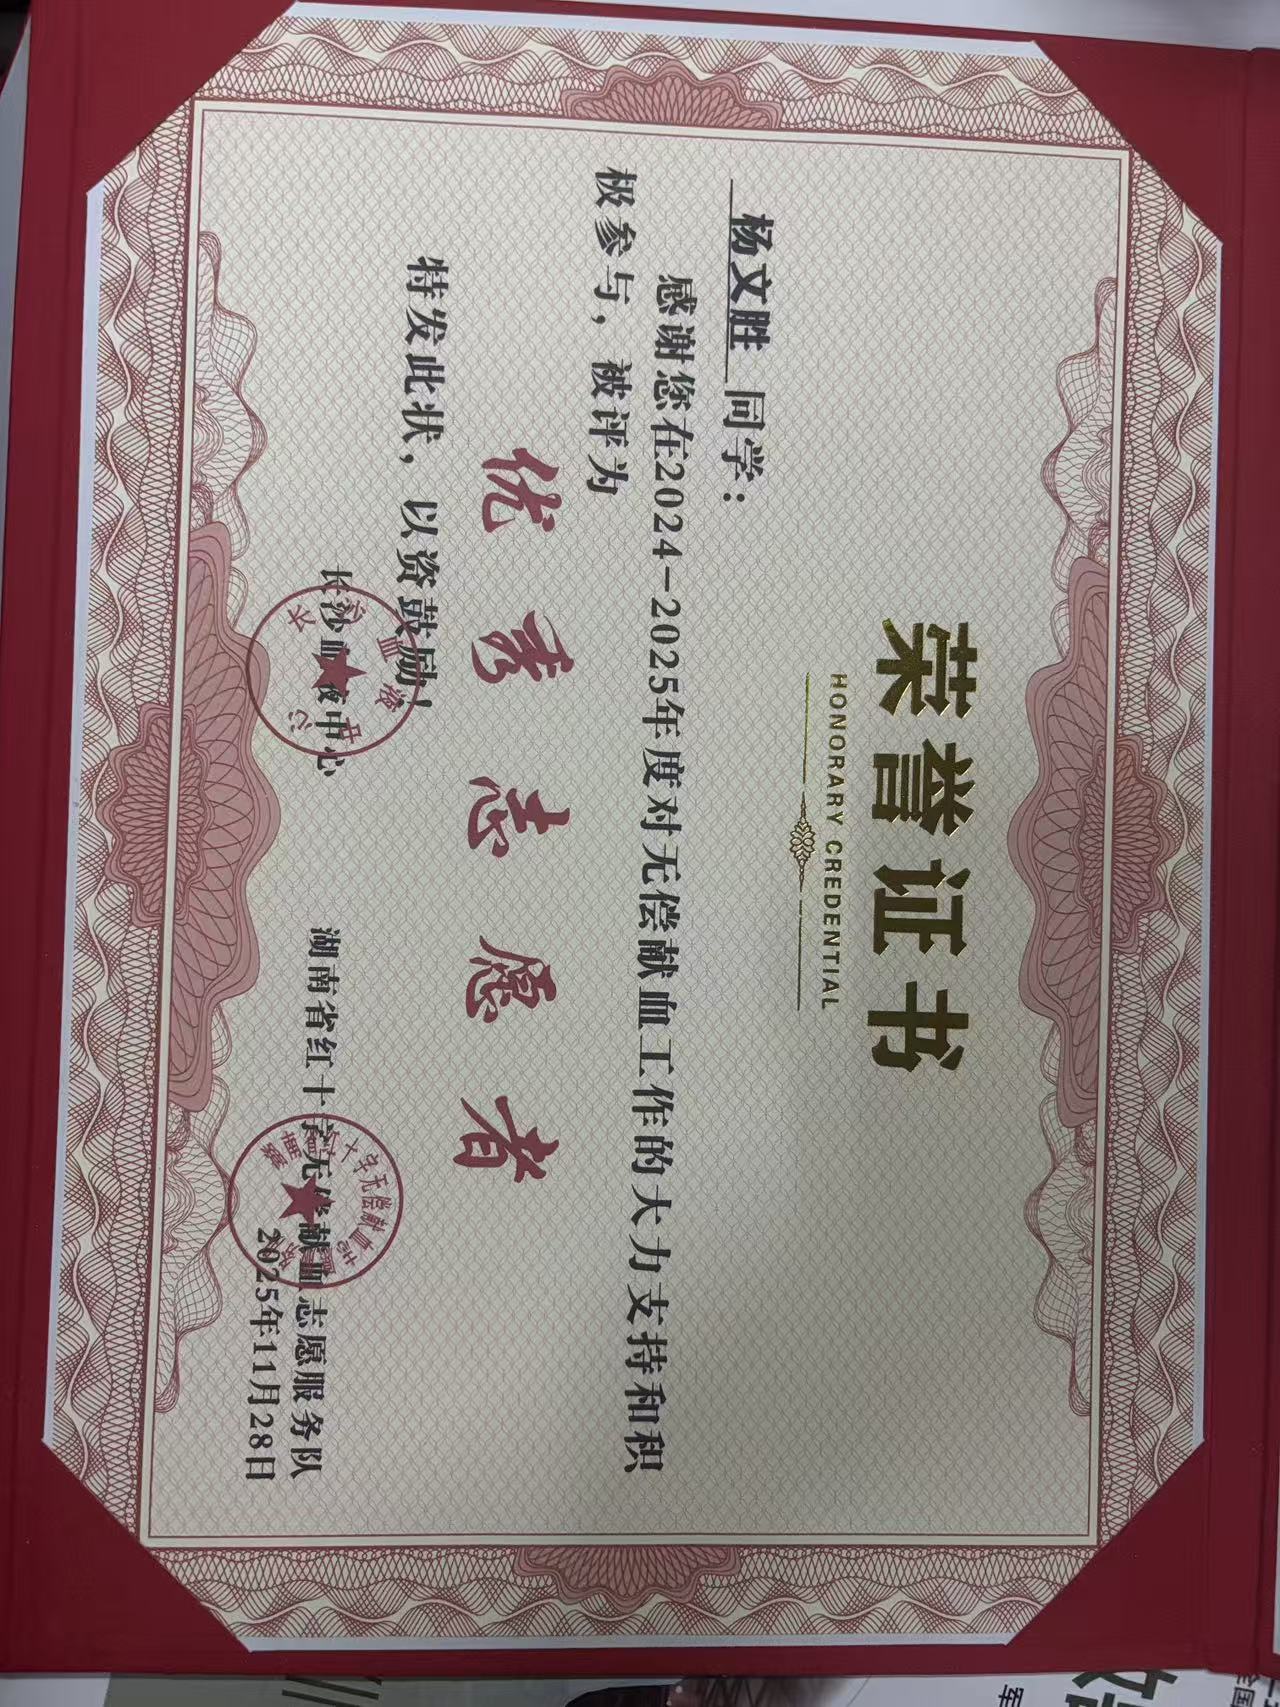 荣誉证书
HONORARY CREDENTIAL
杨文胜 同学：
感谢您在2024-2025年度对无偿献血工作的大力支持和积
极参与，被评为
优秀志愿者
特发此状，以资鼓励！
长沙血液中心
湖南省红十字无偿献血志愿服务队
2025年11月28日